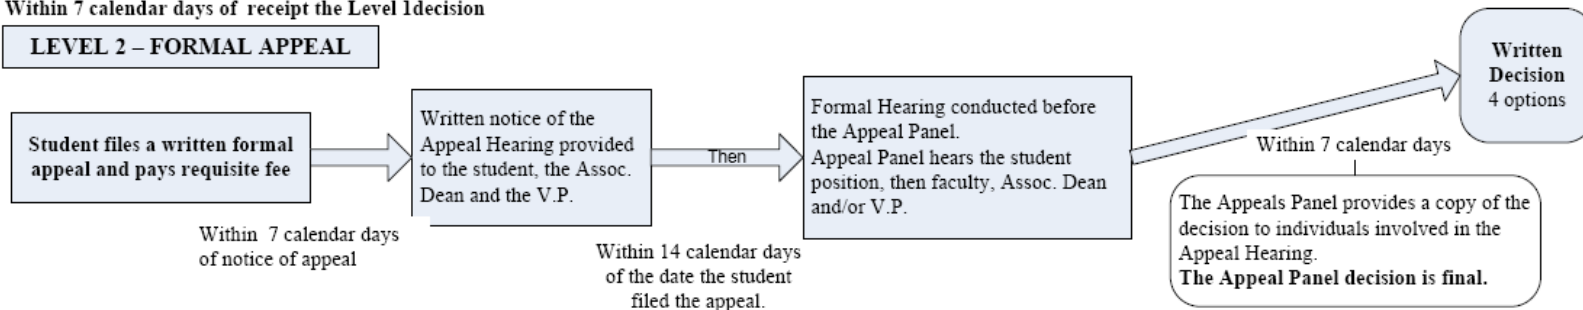 Within 7 calendar days of receipt the Level 1decision
LEVEL 2 – FORMAL APPEAL
Student files a written formal
appeal and pays requisite fee
Within 7 calendar days
of notice of appeal
Written notice of the
Appeal Hearing provided
to the student, the Assoc.
Dean and the V.P.
Then
Within 14 calendar days
of the date the student
filed the appeal.
Formal Hearing conducted before
the Appeal Panel.
Appeal Panel hears the student
position, then faculty, Assoc. Dean
and/or V.P.
Written
Decision
4 options
Within 7 calendar days
The Appeals Panel provides a copy of the
decision to individuals involved in the
Appeal Hearing.
The Appeal Panel decision is final.